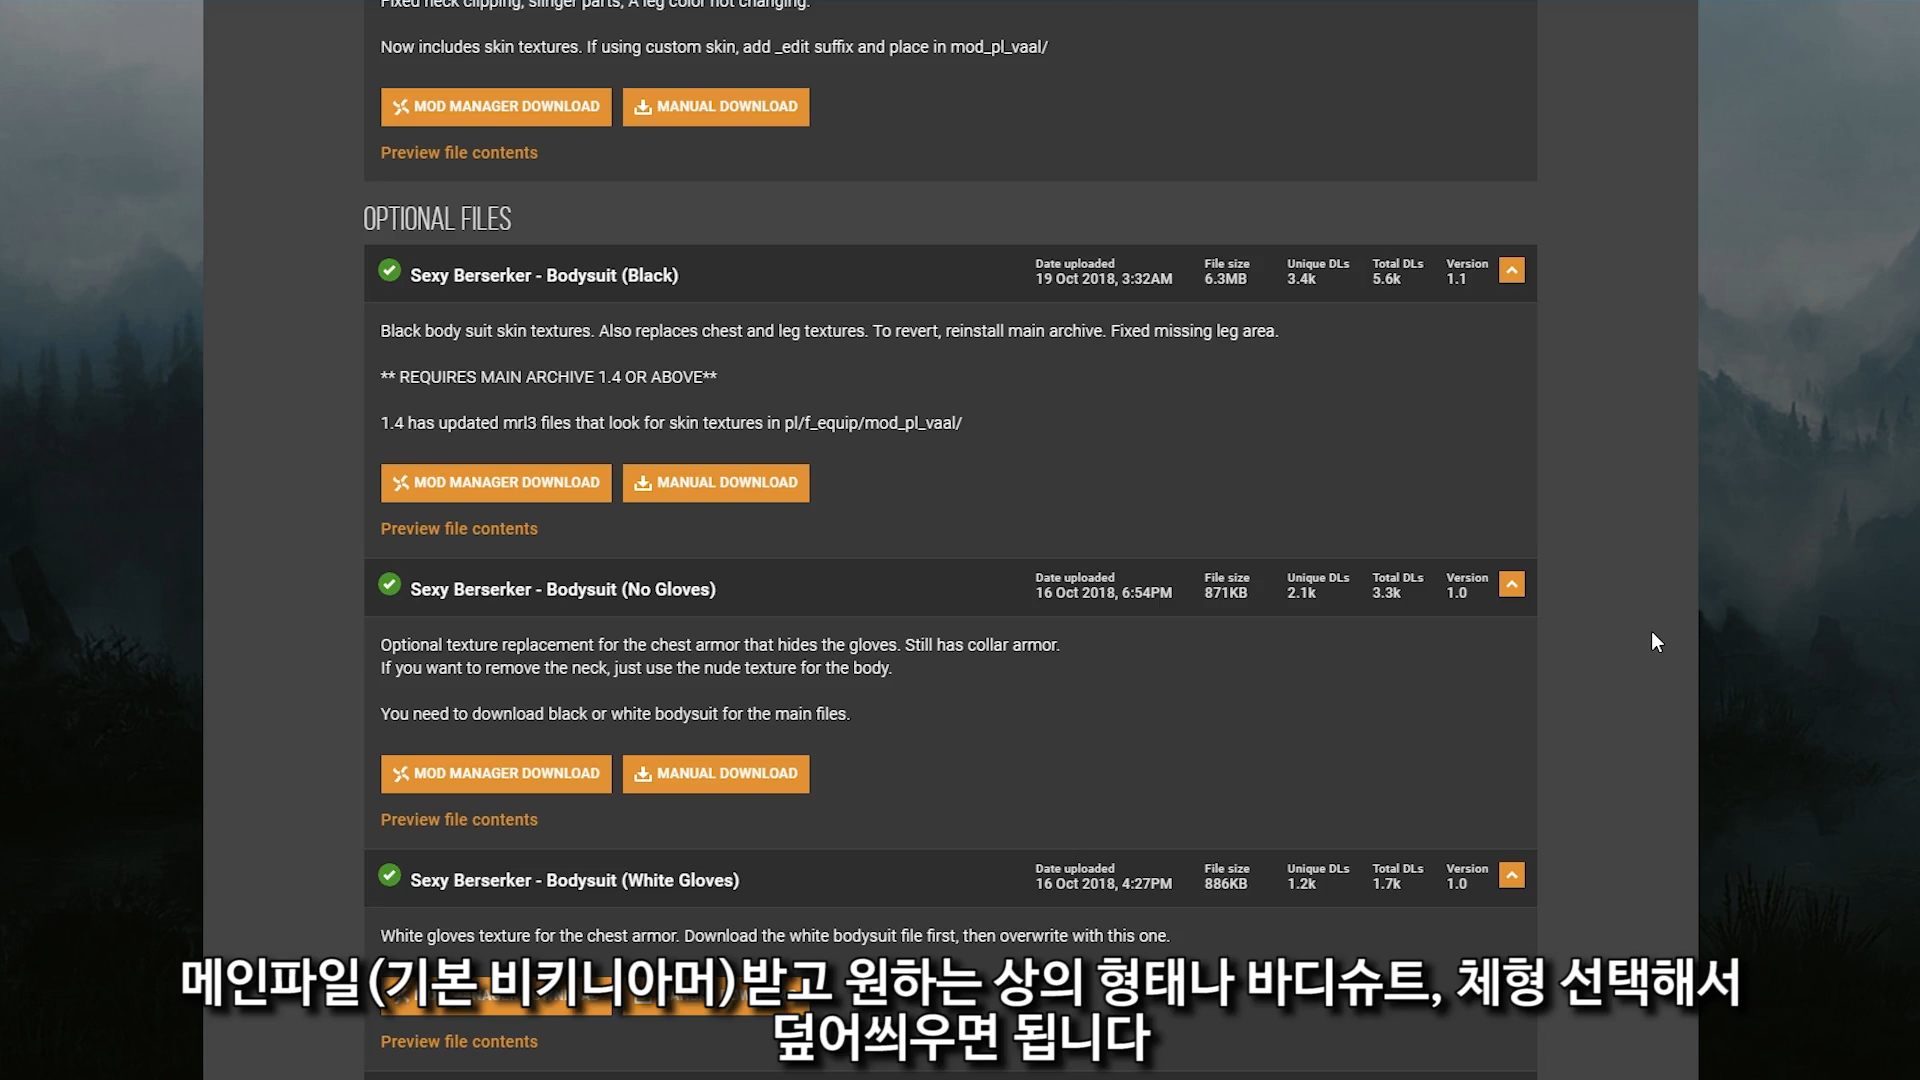 Fixed neck clipping, slinger parts, A leg color not changing.
Now includes skin textures. If using custom skin, add _edit suffix and place in mod_pl_vaal/
MOD MANAGER DOWNLOAD MANUAL DOWNLOAD
Preview file contents
OPTIONAL FILES
Sexy Berserker - Bodysuit (Black)
Date uploaded File size Unique DLs Total DLs Version
19 Oct 2018, 3:32AM 6.3MB 3.4k 5.6k 1.1
Black body suit skin textures. Also replaces chest and leg textures. To revert, reinstall main archive. Fixed missing leg area.
** REQUIRES MAIN ARCHIVE 1.4 OR ABOVE**
1.4 has updated mrl3 files that look for skin textures in pl/f_equip/mod_pl_vaal/
MOD MANAGER DOWNLOAD MANUAL DOWNLOAD
Preview file contents
Sexy Berserker - Bodysuit (No Gloves)
Date uploaded File size Unique DLs Total DLs Version
16 Oct 2018, 6:54PM 871KB 2.1k 3.3k 1.0
Optional texture replacement for the chest armor that hides the gloves. Still has collar armor.
If you want to remove the neck, just use the nude texture for the body.
You need to download black or white bodysuit for the main files.
MOD MANAGER DOWNLOAD MANUAL DOWNLOAD
Preview file contents
Sexy Berserker - Bodysuit (White Gloves)
Date uploaded File size Unique DLs Total DLs Version
16 Oct 2018, 4:27PM 886KB 1.2k 1.7k 1.0
White gloves texture for the chest armor. Download the white bodysuit file first, then overwrite with this one.
메인파일(기본 비키니아머)받고 원하는 상의 형태나 바디슈트, 체형 선택해서
덮어씌우면 됩니다
Preview file contents